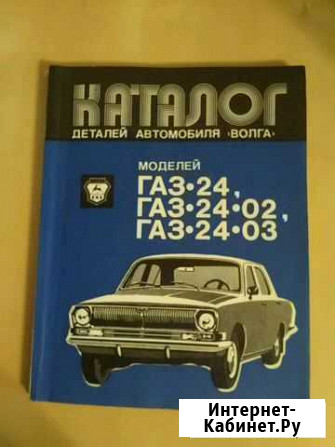 КАТАЛОГ
ДЕТАЛЕЙ АВТОМОБИЛЯ ‹ВОЛГА›
МОДЕЛЕЙ
ГАЗ•24,
ГАЗ•24•02,
ГАЗ•24•03
Интернет-
Кабинет.Ру